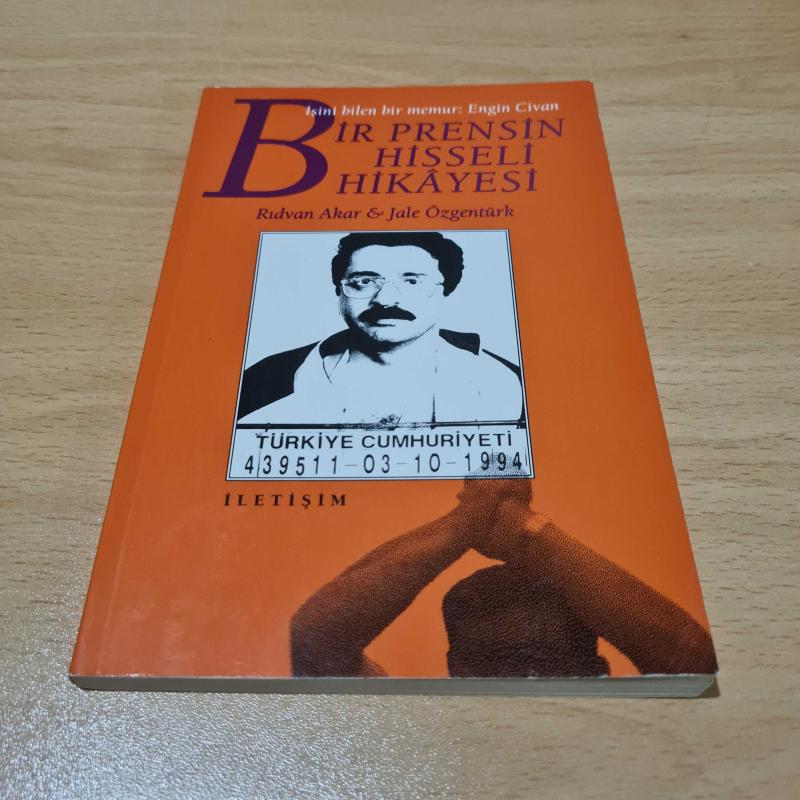 İşini bilen bir memur: Engin Civan
BİR PRENSİN
HİSSELİ
HİKÂYESİ
Rıdvan Akar & Jale Özgentürk
TÜRKİYE CUMHURİYETİ
439511-03-10-1994
İLETİŞİM